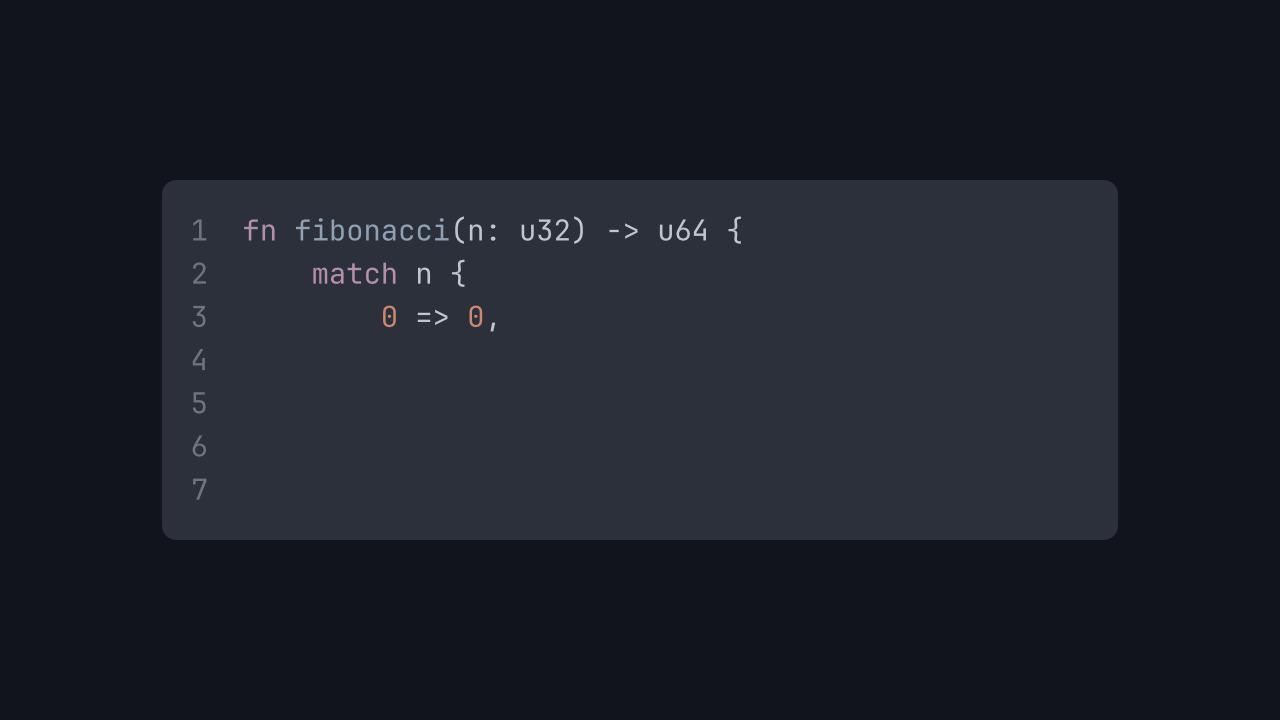 1 fn fibonacci(n: u32) -> u64 {
2     match n {
3         0 => 0,
4
5
6
7